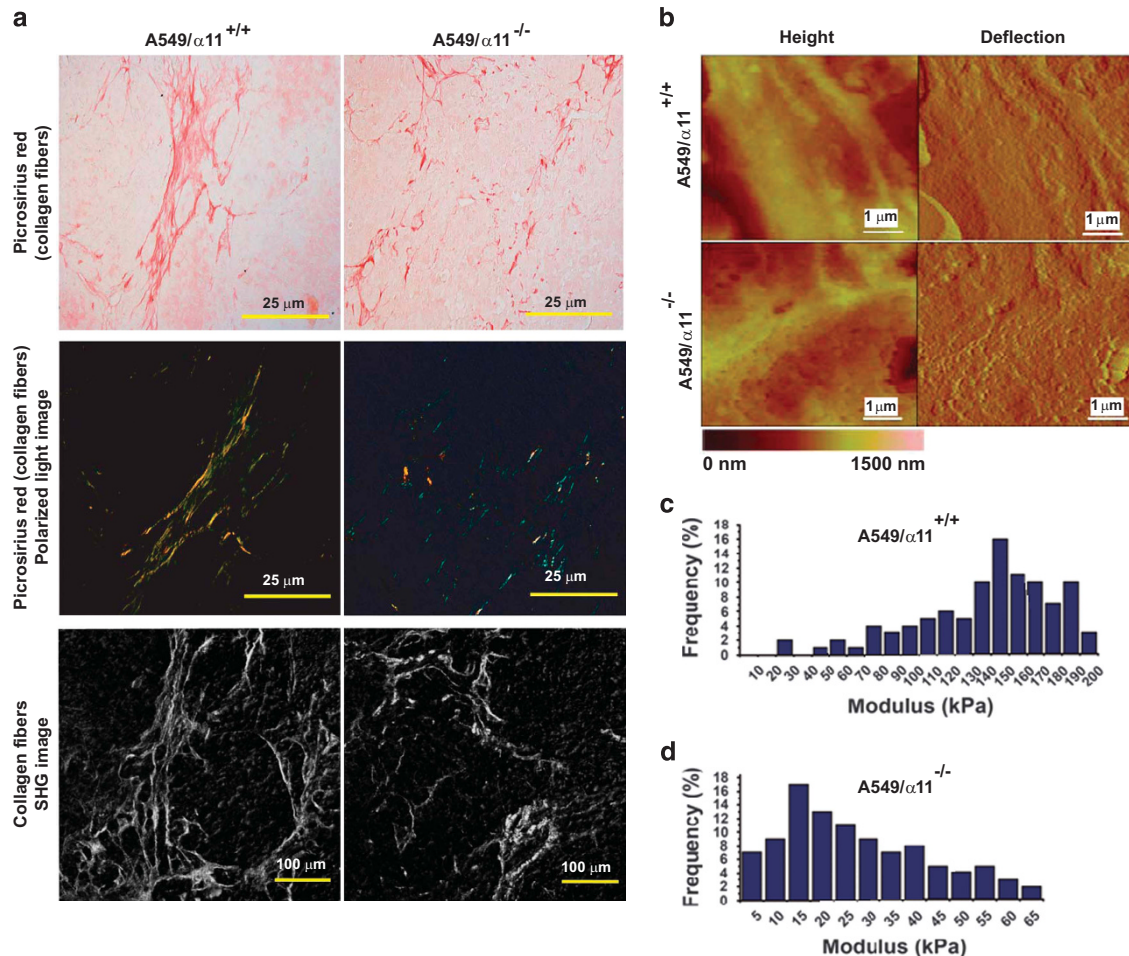 a
A549/α11+/+
A549/α11-/-
Picrosirius red
(collagen fibers)
25 μm
25 μm
Picrosirius red (collagen fibers)
Polarized light image
25 μm
25 μm
Collagen fibers
SHG image
100 μm
100 μm
b
Height
Deflection
A549/α11+/+
1 μm
1 μm
A549/α11-/-
1 μm
1 μm
0 nm
1500 nm
c
A549/α11+/+
Frequency (%)
18
16
14
12
10
8
6
4
2
0
10 20 30 40 50 60 70 80 90 100 110 120 130 140 150 160 170 180 190 200
Modulus (kPa)
d
A549/α11-/-
Frequency (%)
18
16
14
12
10
8
6
4
2
0
5 10 15 20 25 30 35 40 45 50 55 60 65
Modulus (kPa)